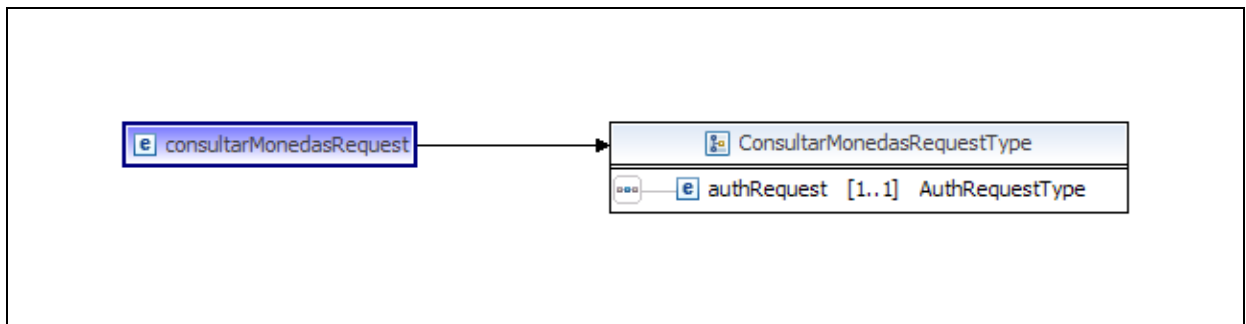 e consultarMonedasRequest
ConsultarMonedasRequestType
e authRequest [1..1] AuthRequestType